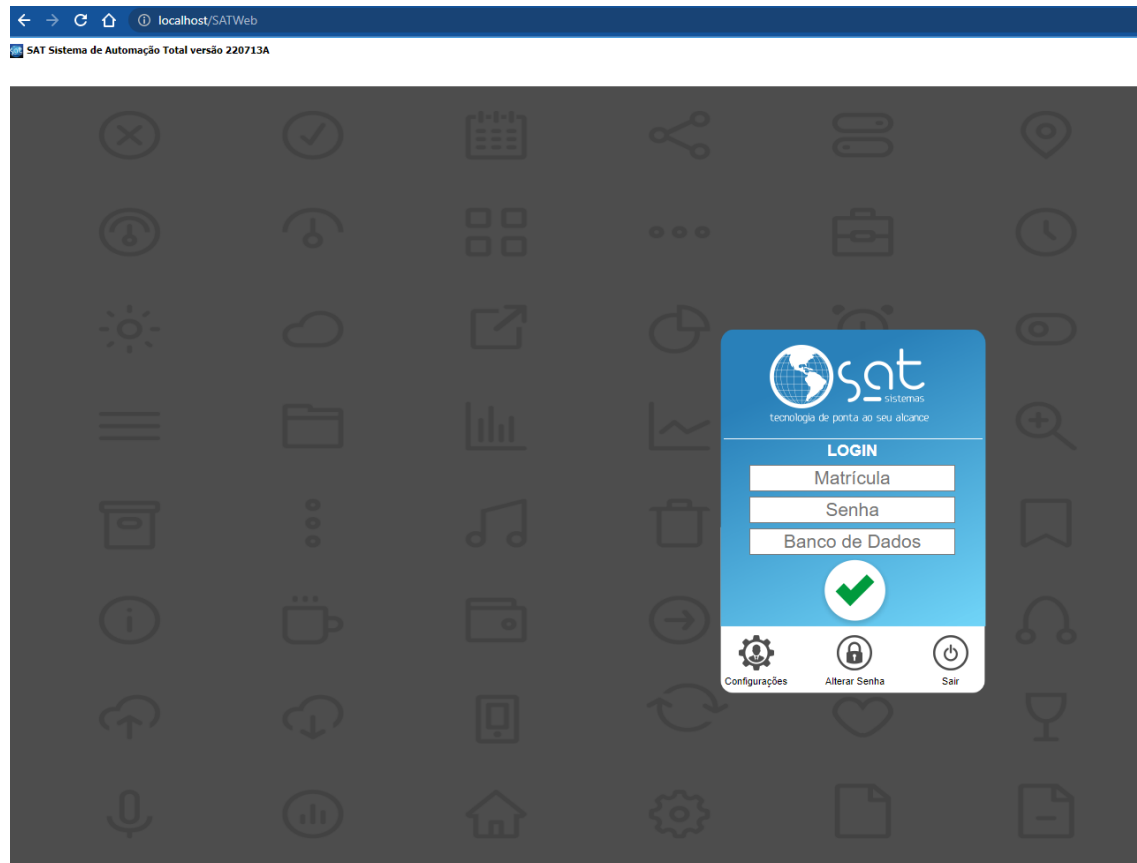 localhost/SATWeb
SAT Sistema de Automação Total versão 220713A
sat
sistemas
tecnologia de ponta ao seu alcance
LOGIN
Matrícula
Senha
Banco de Dados
Configurações Alterar Senha Sair